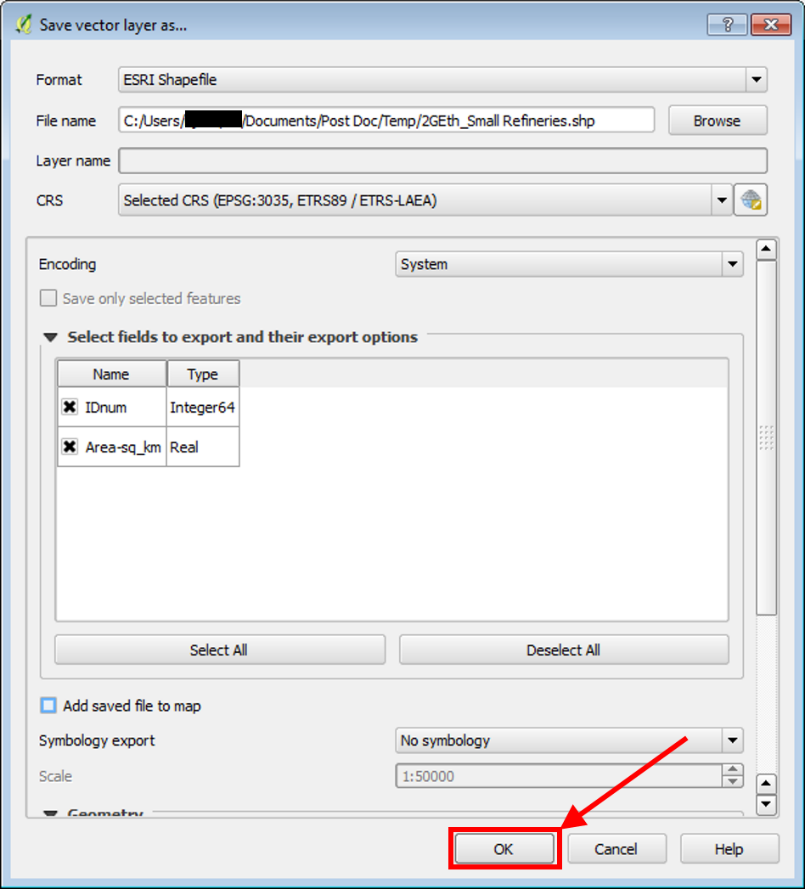 Save vector layer as...
Format ESRI Shapefile
File name C:/Users/ /Documents/Post Doc/Temp/2GEth_Small Refineries.shp Browse
Layer name
CRS Selected CRS (EPSG:3035, ETRS89 / ETRS-LAEA)
Encoding System
Save only selected features
Select fields to export and their export options
Name Type
IDnum Integer64
Area-sq_km Real
Select All Deselect All
Add saved file to map
Symbology export No symbology
Scale 1:50000
Geometry
OK Cancel Help